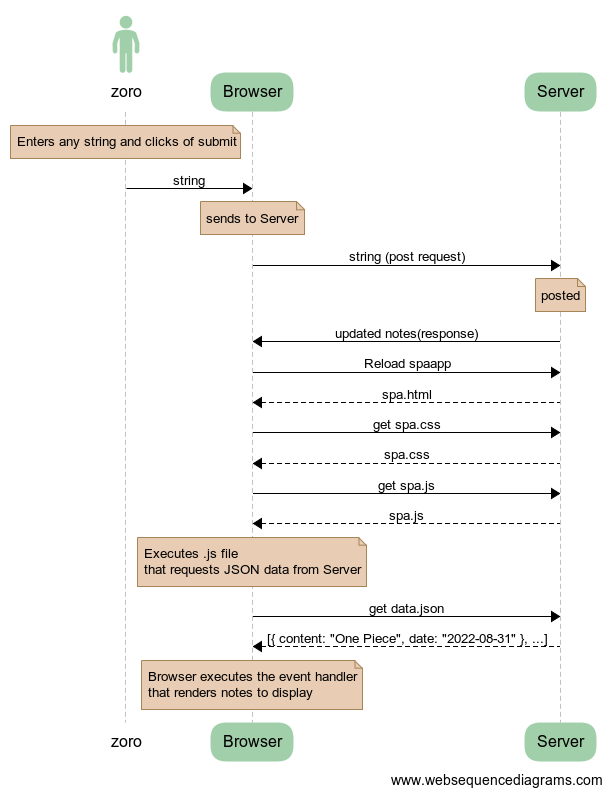 zoro
Browser
Server
Enters any string and clicks of submit
string
sends to Server
string (post request)
posted
updated notes(response)
Reload spaapp
spa.html
get spa.css
spa.css
get spa.js
spa.js
Executes .js file
that requests JSON data from Server
get data.json
[{ content: "One Piece", date: "2022-08-31" }, ...]
Browser executes the event handler
that renders notes to display
zoro
Browser
Server
www.websequencediagrams.com